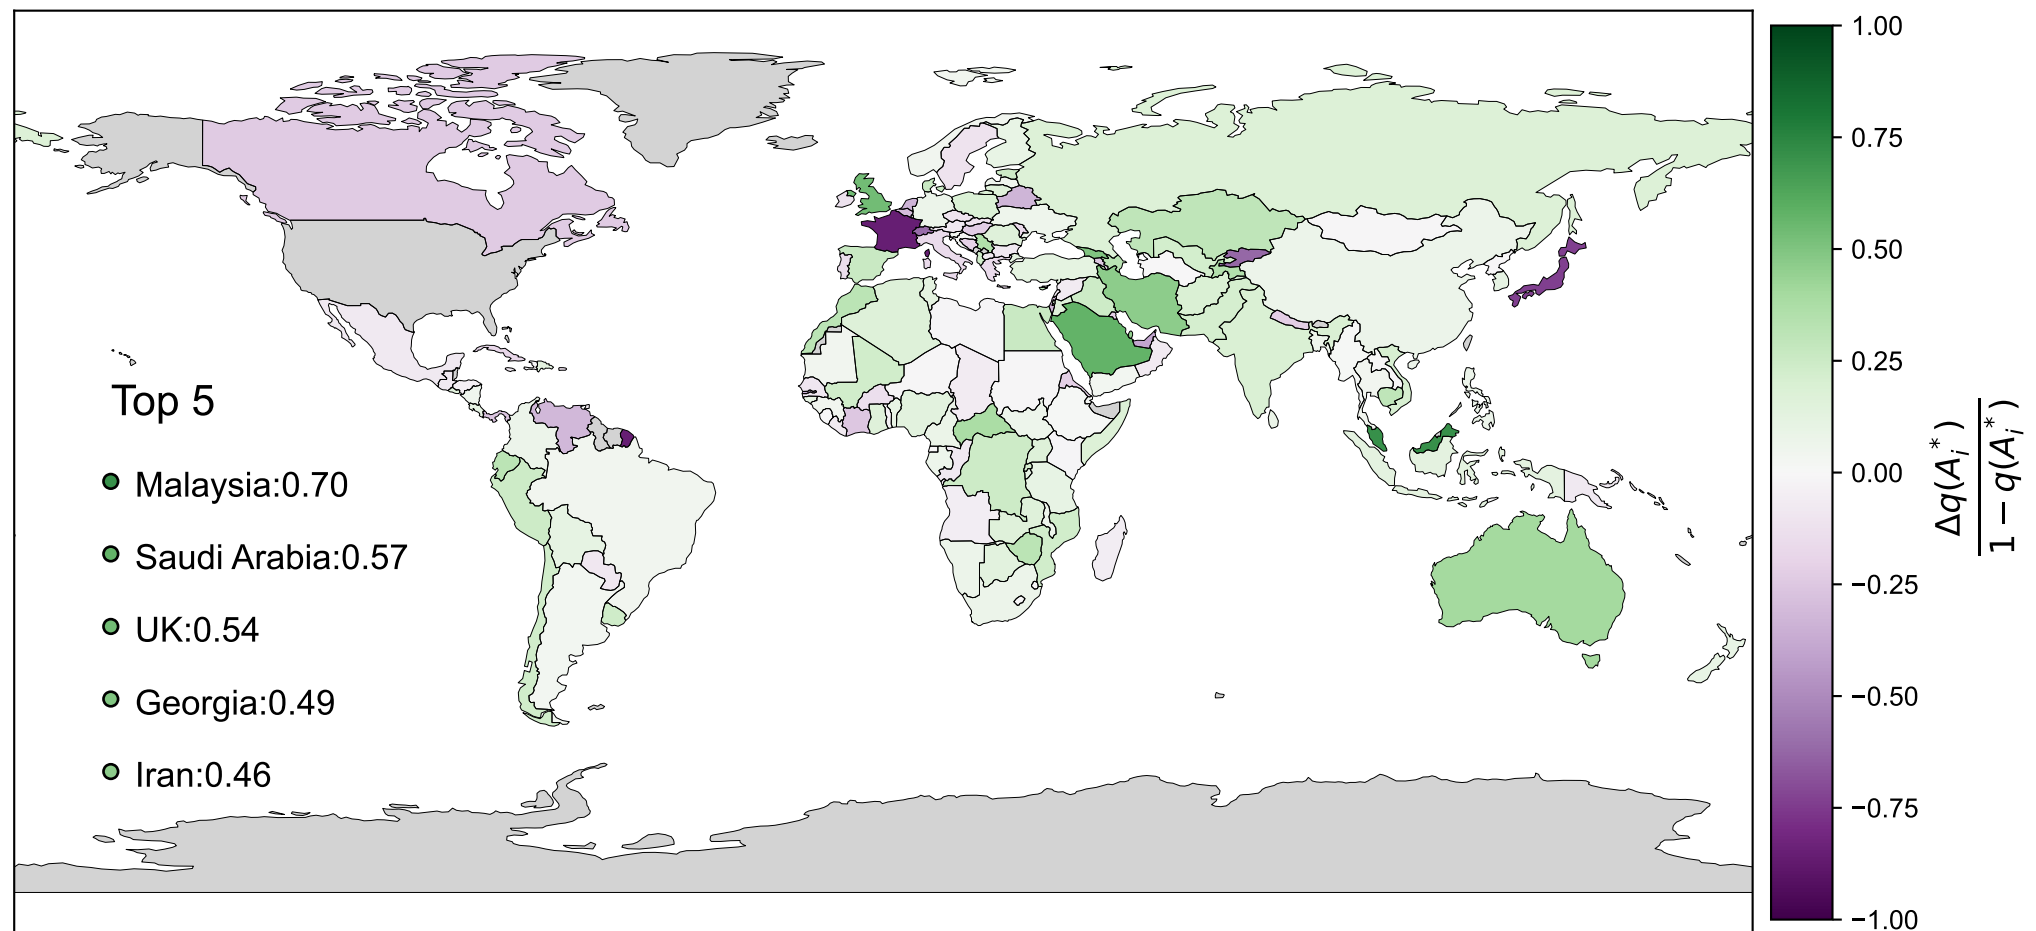 Top 5
Malaysia:0.70
Saudi Arabia:0.57
UK:0.54
Georgia:0.49
Iran:0.46
1.00
0.75
0.50
0.25
0.00
−0.25
−0.50
−0.75
−1.00
Δq(A_i^*)
1 − q(A_i^*)